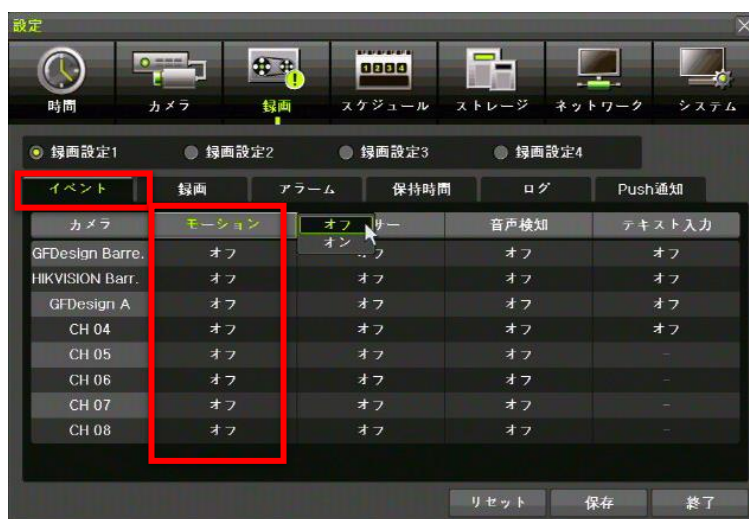 設定
時間 カメラ 録画 スケジュール ストレージ ネットワーク システム
録画設定1 録画設定2 録画設定3 録画設定4
イベント 録画 アラーム 保持時間 ログ Push通知
カメラ モーション オフ サー 音声検知 テキスト入力
オン
GFDesign Barre. オフ オフ オフ オフ
HIKVISION Barr. オフ オフ オフ オフ
GFDesign A オフ オフ オフ オフ
CH 04 オフ オフ オフ オフ
CH 05 オフ オフ オフ -
CH 06 オフ オフ オフ -
CH 07 オフ オフ オフ -
CH 08 オフ オフ オフ -
リセット 保存 終了